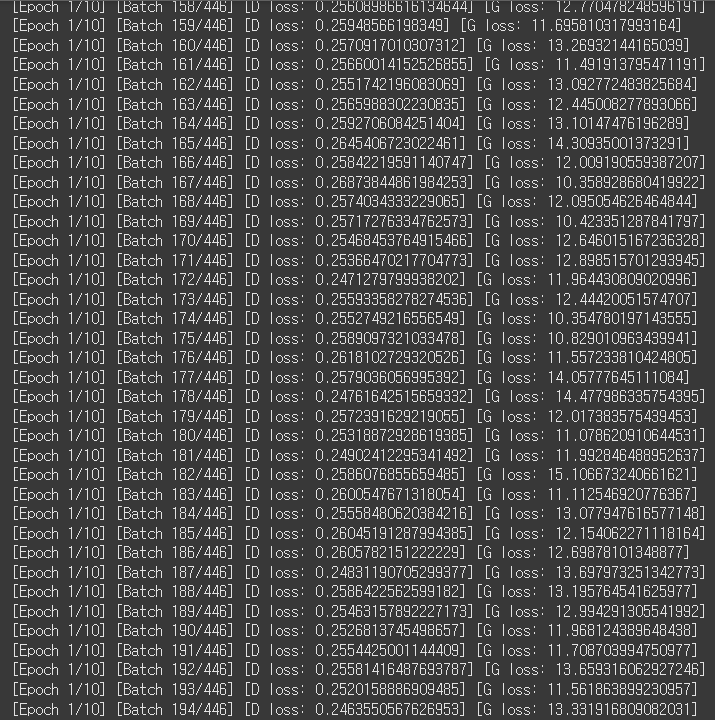 [Epoch 1/10] [Batch 158/446] [D loss: 0.25608986616134644] [G loss: 12.770478248596191]
[Epoch 1/10] [Batch 159/446] [D loss: 0.25948566198349] [G loss: 11.695810317993164]
[Epoch 1/10] [Batch 160/446] [D loss: 0.2570917010307312] [G loss: 13.26932144165039]
[Epoch 1/10] [Batch 161/446] [D loss: 0.25660014152526855] [G loss: 11.491913795471191]
[Epoch 1/10] [Batch 162/446] [D loss: 0.2551742196083069] [G loss: 13.092772483825684]
[Epoch 1/10] [Batch 163/446] [D loss: 0.2565988302230835] [G loss: 12.445008277893066]
[Epoch 1/10] [Batch 164/446] [D loss: 0.2592706084251404] [G loss: 13.10147476196289]
[Epoch 1/10] [Batch 165/446] [D loss: 0.2645406723022461] [G loss: 14.30935001373291]
[Epoch 1/10] [Batch 166/446] [D loss: 0.25842219591140747] [G loss: 12.009190559387207]
[Epoch 1/10] [Batch 167/446] [D loss: 0.26873844861984253] [G loss: 10.358928680419922]
[Epoch 1/10] [Batch 168/446] [D loss: 0.2574034333229065] [G loss: 12.095054626464844]
[Epoch 1/10] [Batch 169/446] [D loss: 0.25717276334762573] [G loss: 10.423351287841797]
[Epoch 1/10] [Batch 170/446] [D loss: 0.25468453764915466] [G loss: 12.646015167236328]
[Epoch 1/10] [Batch 171/446] [D loss: 0.25366470217704773] [G loss: 12.898515701293945]
[Epoch 1/10] [Batch 172/446] [D loss: 0.2471279799938202] [G loss: 11.964430809020996]
[Epoch 1/10] [Batch 173/446] [D loss: 0.25593358278274536] [G loss: 12.44420051574707]
[Epoch 1/10] [Batch 174/446] [D loss: 0.2552749216556549] [G loss: 10.354780197143555]
[Epoch 1/10] [Batch 175/446] [D loss: 0.2589097321033478] [G loss: 10.829010963439941]
[Epoch 1/10] [Batch 176/446] [D loss: 0.2618102729320526] [G loss: 11.557233810424805]
[Epoch 1/10] [Batch 177/446] [D loss: 0.2579036056995392] [G loss: 14.05777645111084]
[Epoch 1/10] [Batch 178/446] [D loss: 0.24761642515659332] [G loss: 14.477986335754395]
[Epoch 1/10] [Batch 179/446] [D loss: 0.2572391629219055] [G loss: 12.017383575439453]
[Epoch 1/10] [Batch 180/446] [D loss: 0.25318872928619385] [G loss: 11.078620910644531]
[Epoch 1/10] [Batch 181/446] [D loss: 0.24902412295341492] [G loss: 11.992846488952637]
[Epoch 1/10] [Batch 182/446] [D loss: 0.2586076855659485] [G loss: 15.106673240661621]
[Epoch 1/10] [Batch 183/446] [D loss: 0.2600547671318054] [G loss: 11.112546920776367]
[Epoch 1/10] [Batch 184/446] [D loss: 0.25558480620384216] [G loss: 13.077947616577148]
[Epoch 1/10] [Batch 185/446] [D loss: 0.26045191287994385] [G loss: 12.154062271118164]
[Epoch 1/10] [Batch 186/446] [D loss: 0.2605782151222229] [G loss: 12.69878101348877]
[Epoch 1/10] [Batch 187/446] [D loss: 0.24831190705299377] [G loss: 13.697973251342773]
[Epoch 1/10] [Batch 188/446] [D loss: 0.2586422562599182] [G loss: 13.195764541625977]
[Epoch 1/10] [Batch 189/446] [D loss: 0.25463157892227173] [G loss: 12.994291305541992]
[Epoch 1/10] [Batch 190/446] [D loss: 0.2526813745498657] [G loss: 11.968124389648438]
[Epoch 1/10] [Batch 191/446] [D loss: 0.2554425001144409] [G loss: 11.708703994750977]
[Epoch 1/10] [Batch 192/446] [D loss: 0.25581416487693787] [G loss: 13.659316062927246]
[Epoch 1/10] [Batch 193/446] [D loss: 0.2520158886909485] [G loss: 11.561863899230957]
[Epoch 1/10] [Batch 194/446] [D loss: 0.2463550567626953] [G loss: 13.331916809082031]